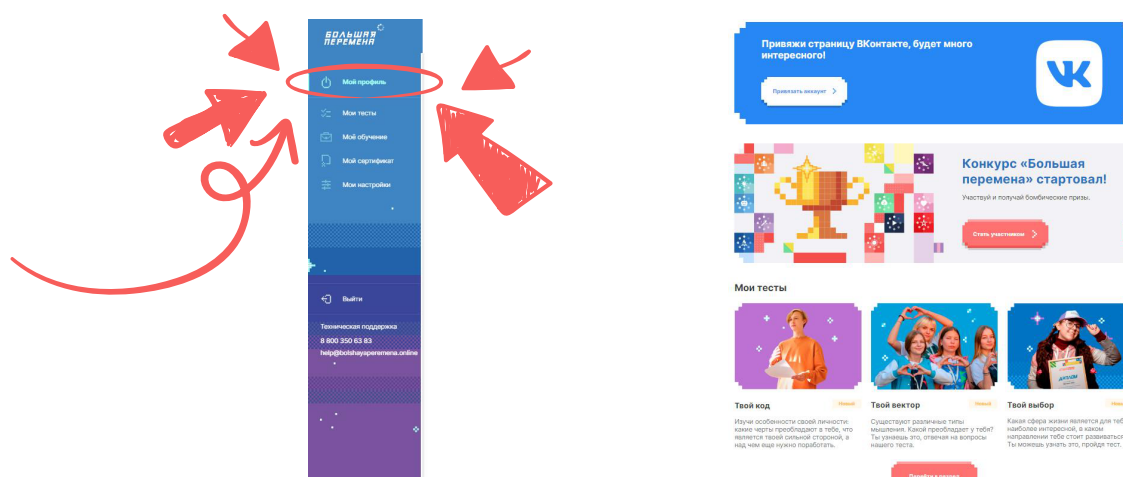 БОЛЬШАЯ
ПЕРЕМЕНА
Мой профиль
Мои тесты
Моё обучение
Мой сертификат
Мои настройки
Выйти
Техническая поддержка
8 800 350 63 83
help@bolshayaperemena.online
Привяжи страницу ВКонтакте, будет много
интересного!
Привязать аккаунт
Конкурс «Большая
перемена» стартовал!
Участвуй и получай бомбические призы.
Стать участником
Мои тесты
Твой код
Новый
Изучи особенности своей личности:
какие черты преобладают в тебе, что
является твоей сильной стороной, а
над чем еще нужно поработать.
Твой вектор
Новый
Существуют различные типы
мышления. Какой преобладает у тебя?
Ты узнаешь это, отвечая на вопросы
нашего теста.
ДИПЛОМ
Твой выбор
Какая сфера жизни является для теб
наиболее интересной, в каком
направлении тебе стоит развиваться
Ты можешь узнать это, пройдя тест.